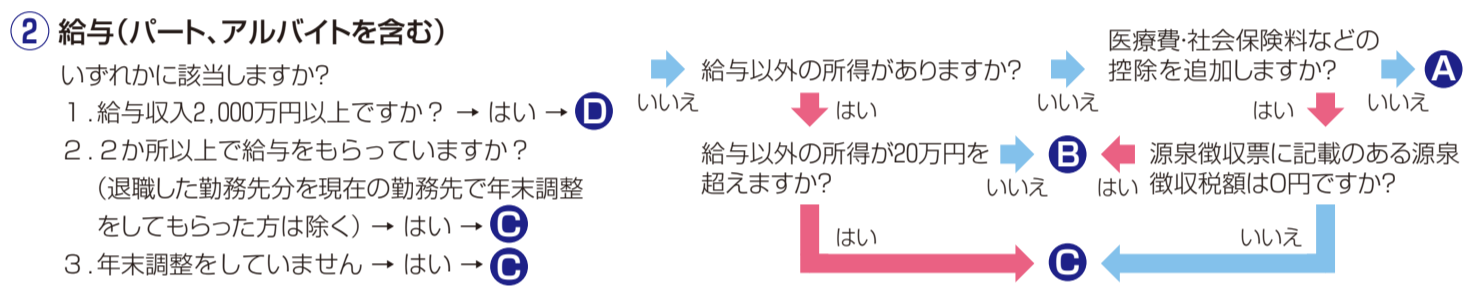 ② 給与（パート、アルバイトを含む）
いずれかに該当しますか？
１．給与収入2,000万円以上ですか？ → はい → D
２．２か所以上で給与をもらっていますか？
（退職した勤務先分を現在の勤務先で年末調整
をしてもらった方は除く）→ はい → C
３．年末調整をしていません → はい → C
いいえ
給与以外の所得がありますか？
いいえ
はい
医療費・社会保険料などの
控除を追加しますか？
いいえ
A
はい
給与以外の所得が20万円を
超えますか？
いいえ
B
はい
源泉徴収票に記載のある源泉
徴収税額は０円ですか？
はい
C
いいえ